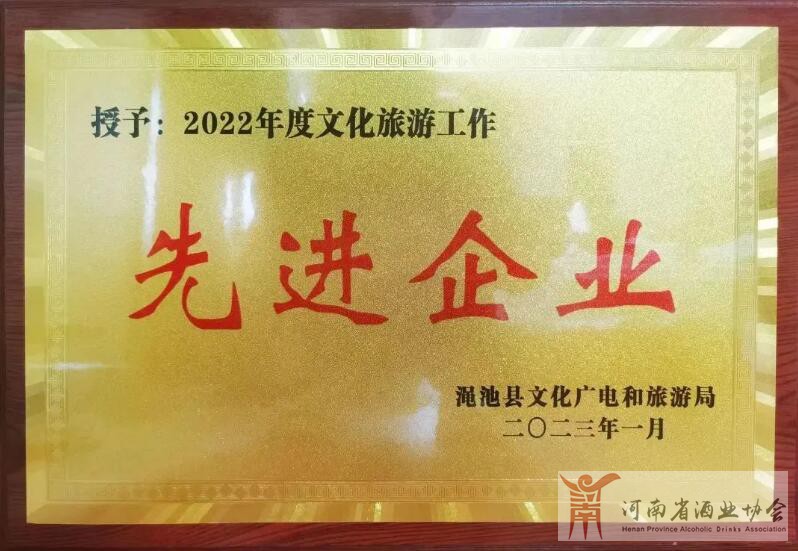 授予：2022年度文化旅游工作
先进企业
渑池县文化广电和旅游局
二〇二三年一月
河南省酒业协会
Henan Province Alcoholic Drinks Association